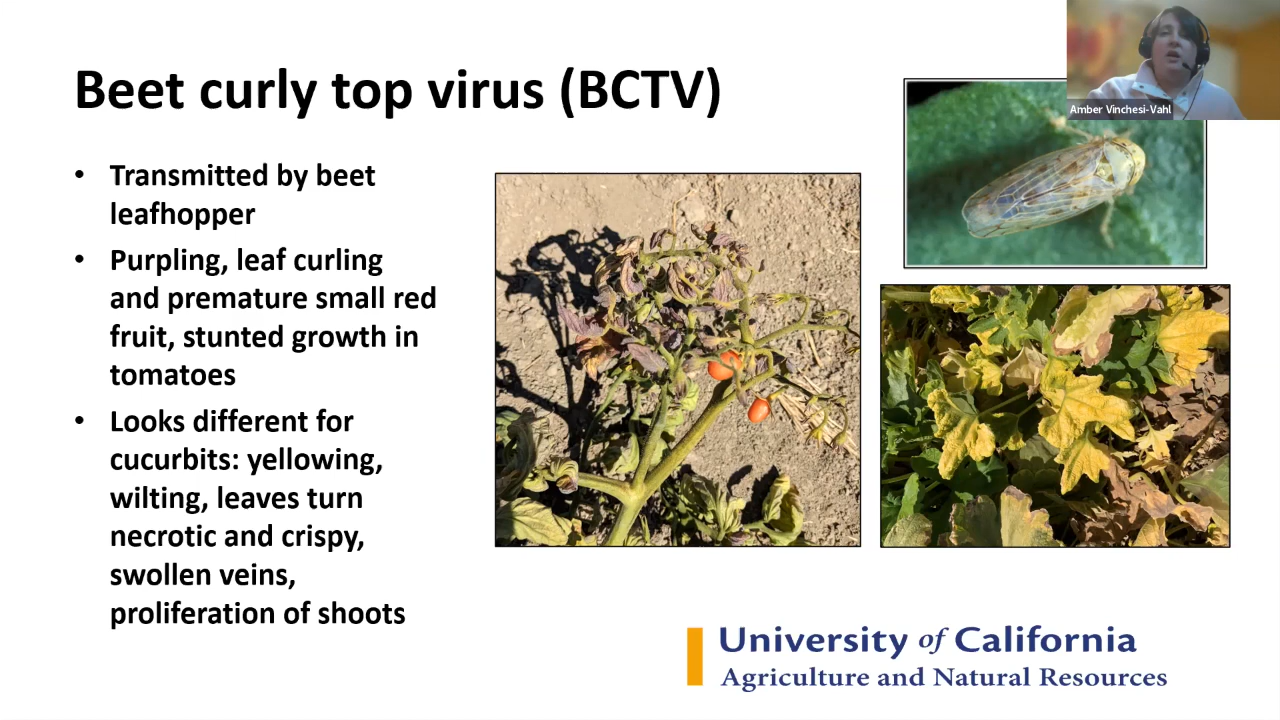 Beet curly top virus (BCTV)
Amber Vinchesi-Vahl
• Transmitted by beet
leafhopper
• Purpling, leaf curling
and premature small red
fruit, stunted growth in
tomatoes
• Looks different for
cucurbits: yellowing,
wilting, leaves turn
necrotic and crispy,
swollen veins,
proliferation of shoots
University of California
Agriculture and Natural Resources